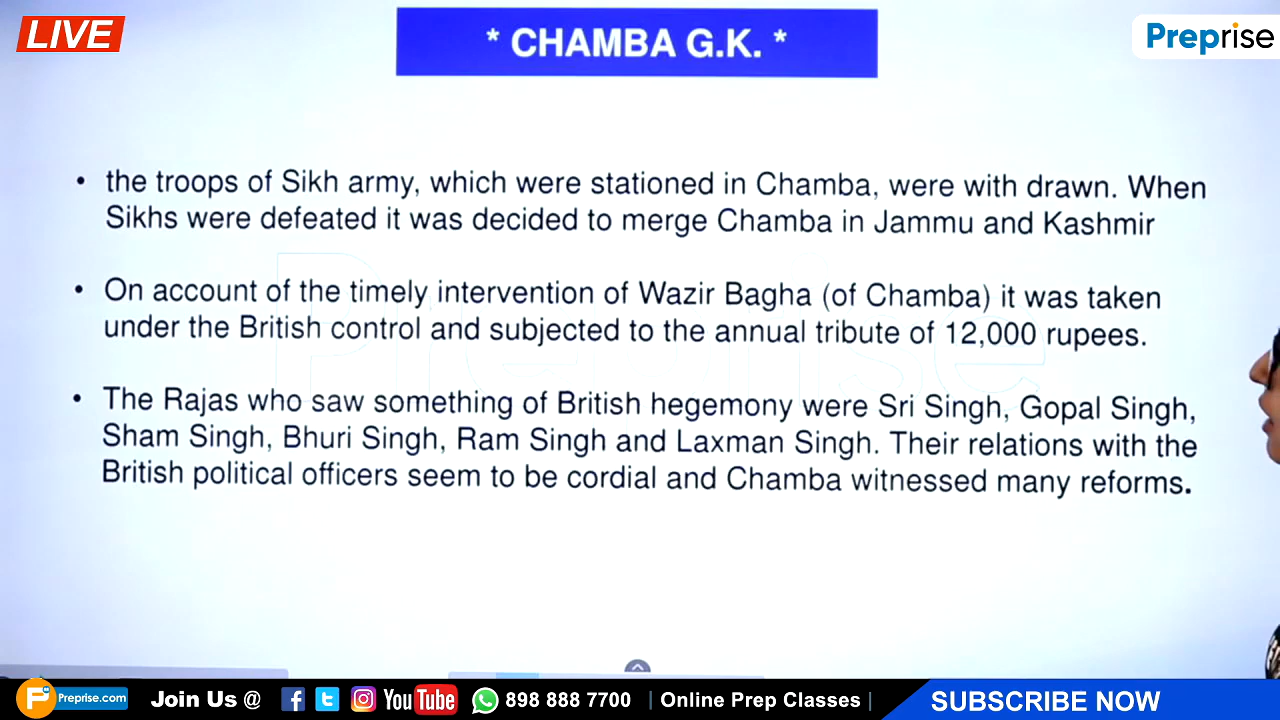 LIVE
* CHAMBA G.K. *
Preprise
• the troops of Sikh army, which were stationed in Chamba, were with drawn. When
Sikhs were defeated it was decided to merge Chamba in Jammu and Kashmir
• On account of the timely intervention of Wazir Bagha (of Chamba) it was taken
under the British control and subjected to the annual tribute of 12,000 rupees.
• The Rajas who saw something of British hegemony were Sri Singh, Gopal Singh,
Sham Singh, Bhuri Singh, Ram Singh and Laxman Singh. Their relations with the
British political officers seem to be cordial and Chamba witnessed many reforms.
Preprise
Preprise.com Join Us @ YouTube 898 888 7700 | Online Prep Classes | SUBSCRIBE NOW